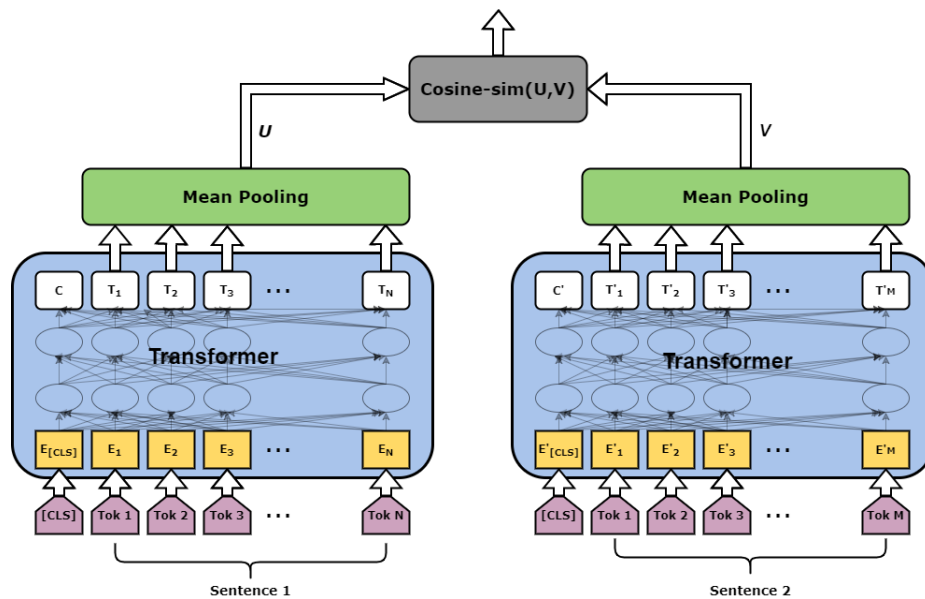 Cosine-sim(U,V)
U
V
Mean Pooling
Mean Pooling
C T1 T2 T3 ... TN
C' T'1 T'2 T'3 ... T'M
Transformer
Transformer
E[CLS] E1 E2 E3 ... EN
E'[CLS] E'1 E'2 E'3 ... E'M
[CLS] Tok 1 Tok 2 Tok 3 ... Tok N
[CLS] Tok 1 Tok 2 Tok 3 ... Tok M
Sentence 1
Sentence 2